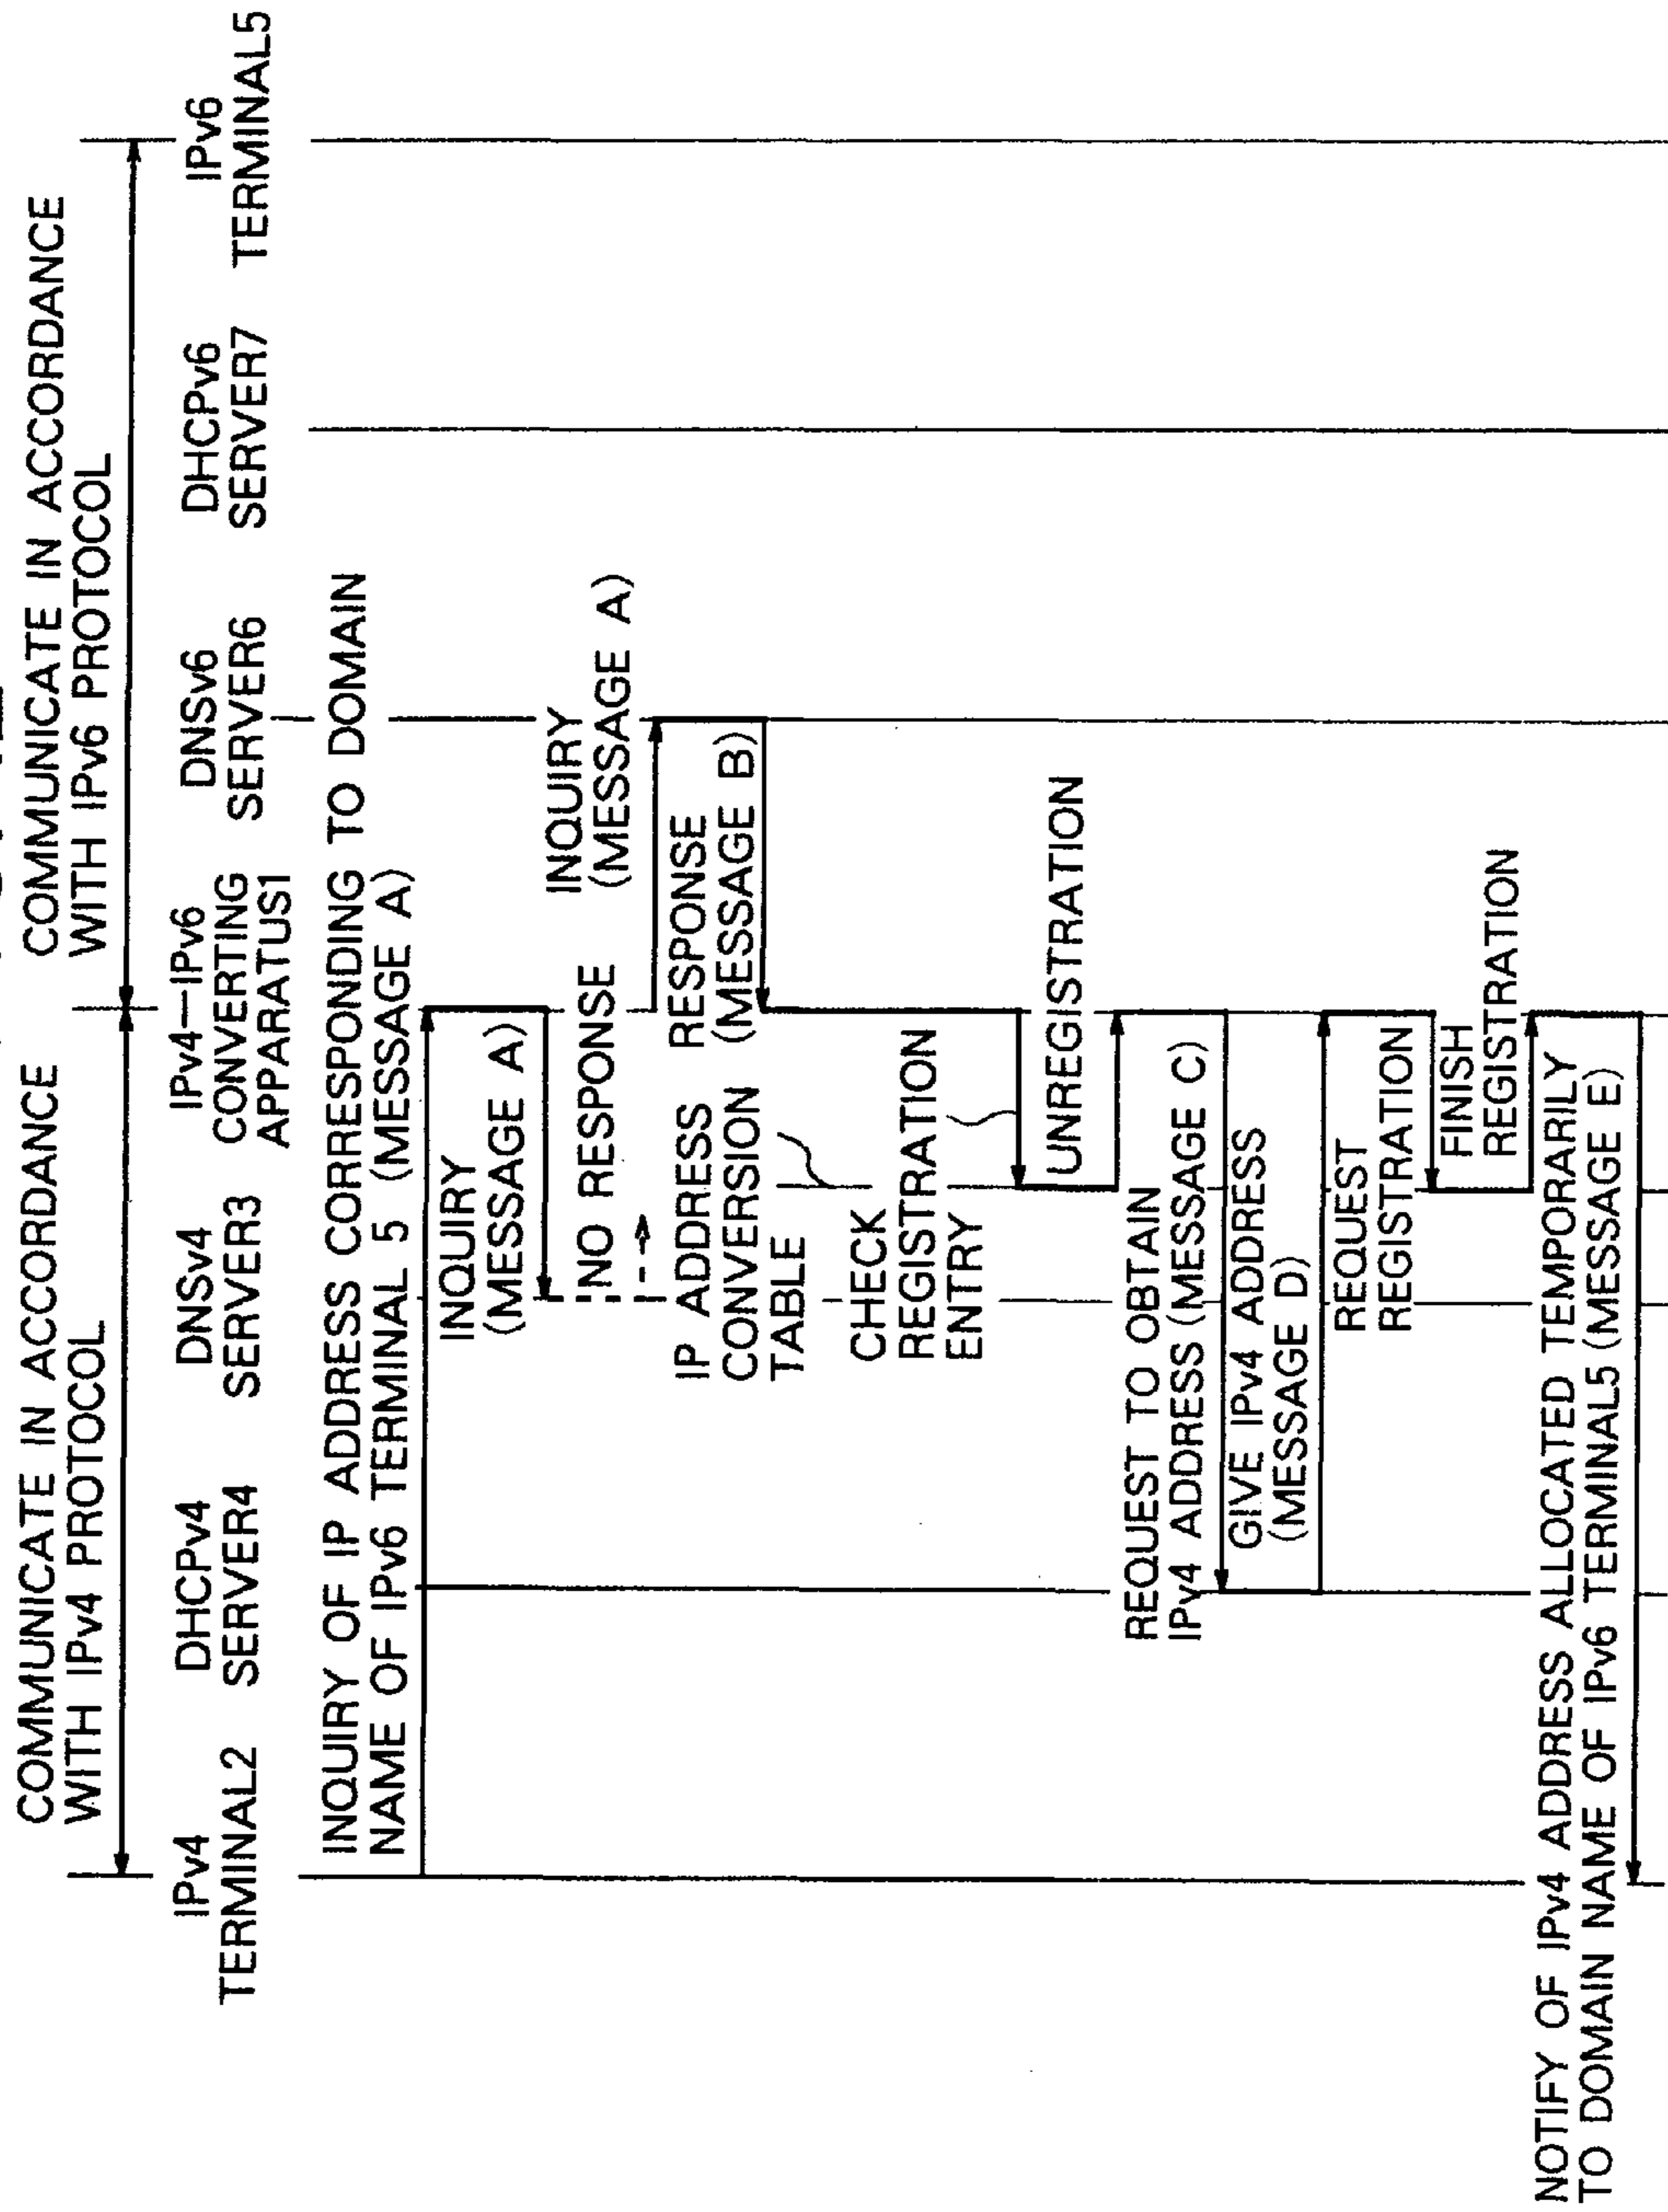 COMMUNICATE IN ACCORDANCE
WITH IPv4 PROTOCOL
COMMUNICATE IN ACCORDANCE
WITH IPv6 PROTOCOL
IPv4
TERMINAL2
DHCPv4
SERVER4
DNSv4
SERVER3
IPv4—IPv6
CONVERTING
APPARATUS1
DNSv6
SERVER6
DHCPv6
SERVER7
IPv6
TERMINAL5
INQUIRY OF IP ADDRESS CORRESPONDING TO DOMAIN
NAME OF IPv6 TERMINAL 5 (MESSAGE A)
INQUIRY
(MESSAGE A)
NO RESPONSE
INQUIRY
(MESSAGE A)
RESPONSE
(MESSAGE B)
IP ADDRESS
CONVERSION
TABLE
CHECK
REGISTRATION
ENTRY
UNREGISTRATION
REQUEST TO OBTAIN
IPv4 ADDRESS (MESSAGE C)
GIVE IPv4 ADDRESS
(MESSAGE D)
REQUEST
REGISTRATION
FINISH
REGISTRATION
NOTIFY OF IPv4 ADDRESS ALLOCATED TEMPORARILY
TO DOMAIN NAME OF IPv6 TERMINAL5 (MESSAGE E)